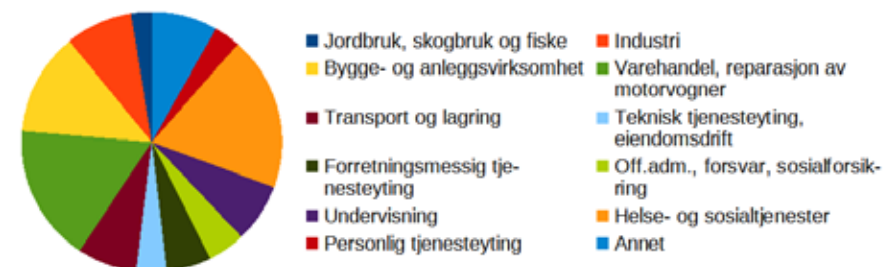 Jordbruk, skogbruk og fiske
Industri
Bygge- og anleggsvirksomhet
Varehandel, reparasjon av
motorvogner
Transport og lagring
Teknisk tjenesteyting,
eiendomsdrift
Forretningsmessig tje-
nesteyting
Off.adm., forsvar, sosialforsik-
ring
Undervisning
Helse- og sosialtjenester
Personlig tjenesteyting
Annet